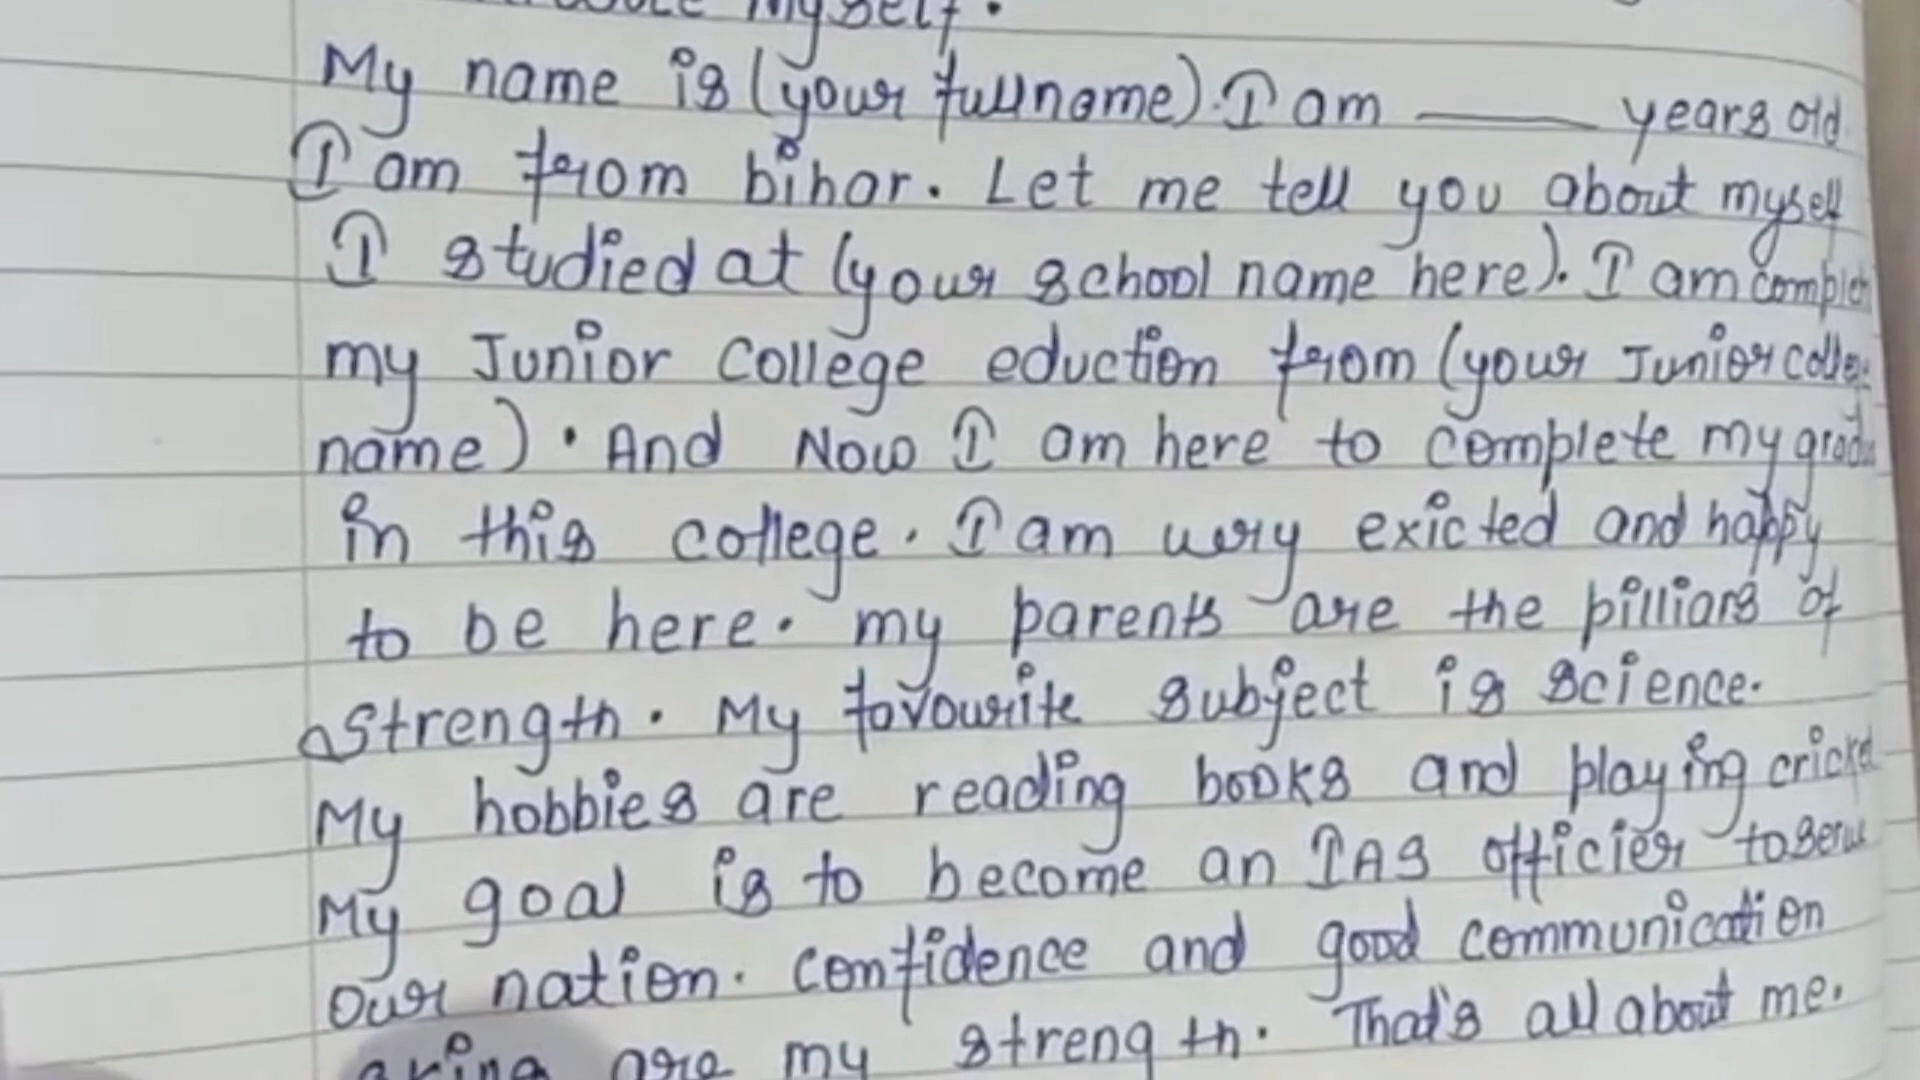 myself.
My name is (your fullname). I am ______ years old
I am from bihar. Let me tell you about myself
I studied at (your school name here). I am
my Junior College eduction from (your Junior college
name). And Now I am here to complete my
in this college. I am very exicted and happy
to be here. my parents are the pilliars of
strength. My favourite subject is science.
My hobbies are reading books and playing cricket
My goal is to become an IAS officier to serve
our nation. confidence and good communication
are my strength. That's all about me.